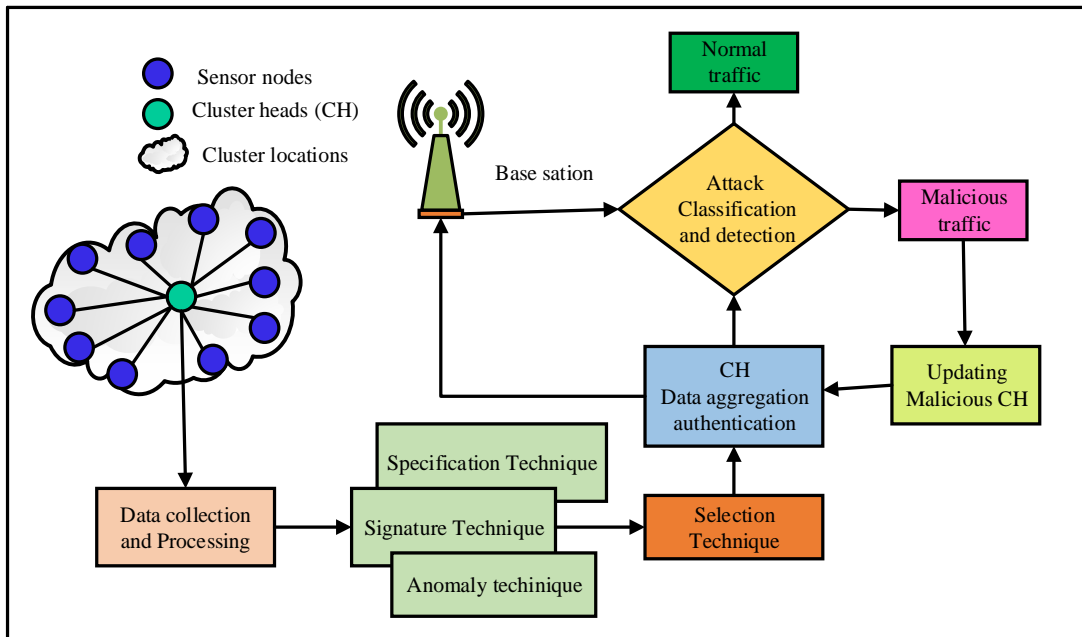 Sensor nodes
Cluster heads (CH)
Cluster locations
Base sation
Normal
traffic
Attack
Classification
and detection
Malicious
traffic
Updating
Malicious CH
CH
Data aggregation
authentication
Specification Technique
Signature Technique
Anomaly techinique
Data collection
and Processing
Selection
Technique